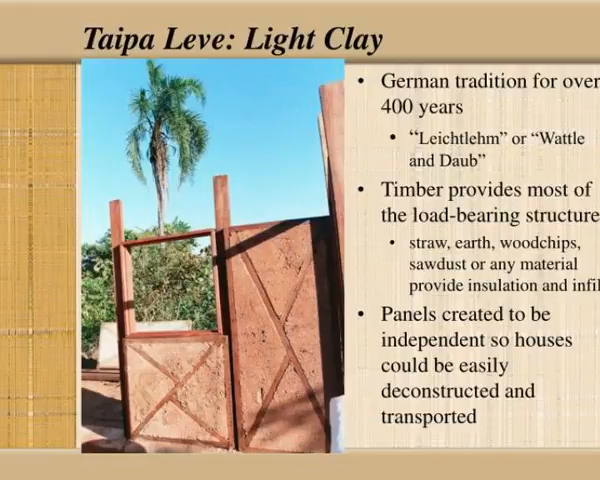 Taipa Leve: Light Clay
• German tradition for over
400 years
• “Leichtlehm” or “Wattle
and Daub”
• Timber provides most of
the load-bearing structure
• straw, earth, woodchips,
sawdust or any material
provide insulation and infil
• Panels created to be
independent so houses
could be easily
deconstructed and
transported